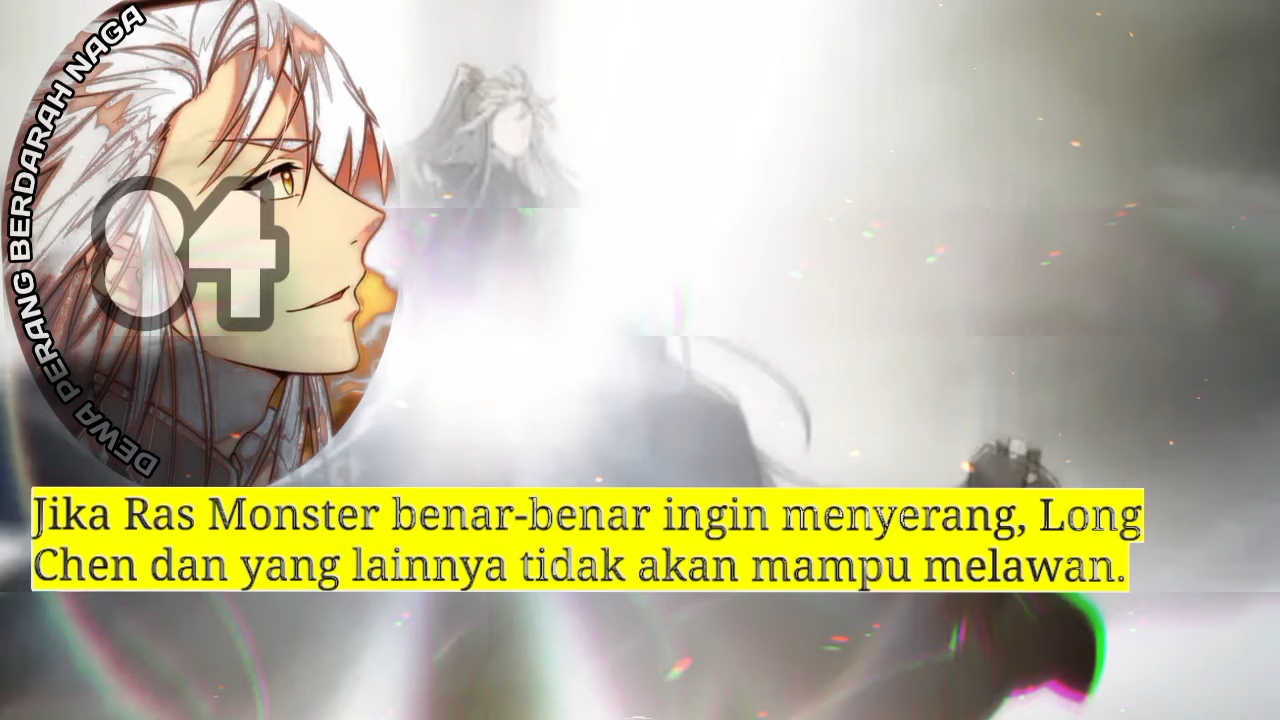 DEWA PERANG BERDARAH NAGA
84
Jika Ras Monster benar-benar ingin menyerang, Long
Chen dan yang lainnya tidak akan mampu melawan.